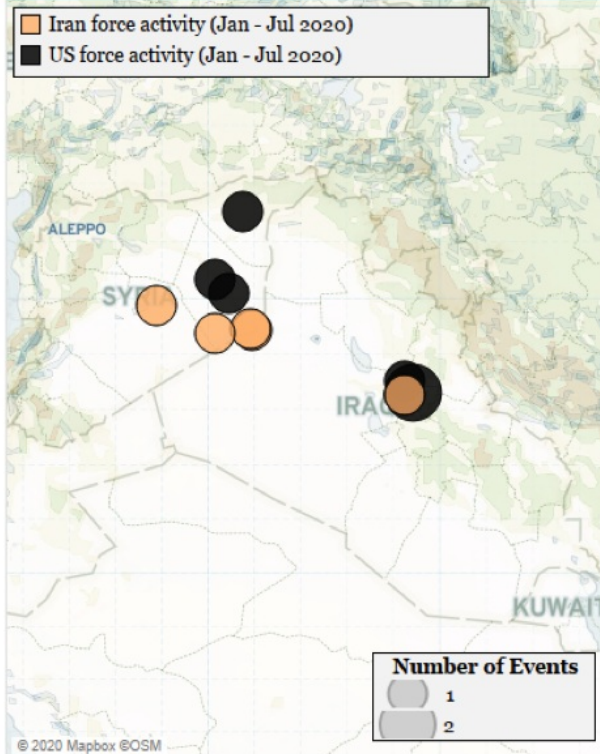 Iran force activity (Jan - Jul 2020)
US force activity (Jan - Jul 2020)
ALEPPO
SYRIA
IRAQ
KUWAIT
Number of Events
1
2
© 2020 Mapbox ©OSM